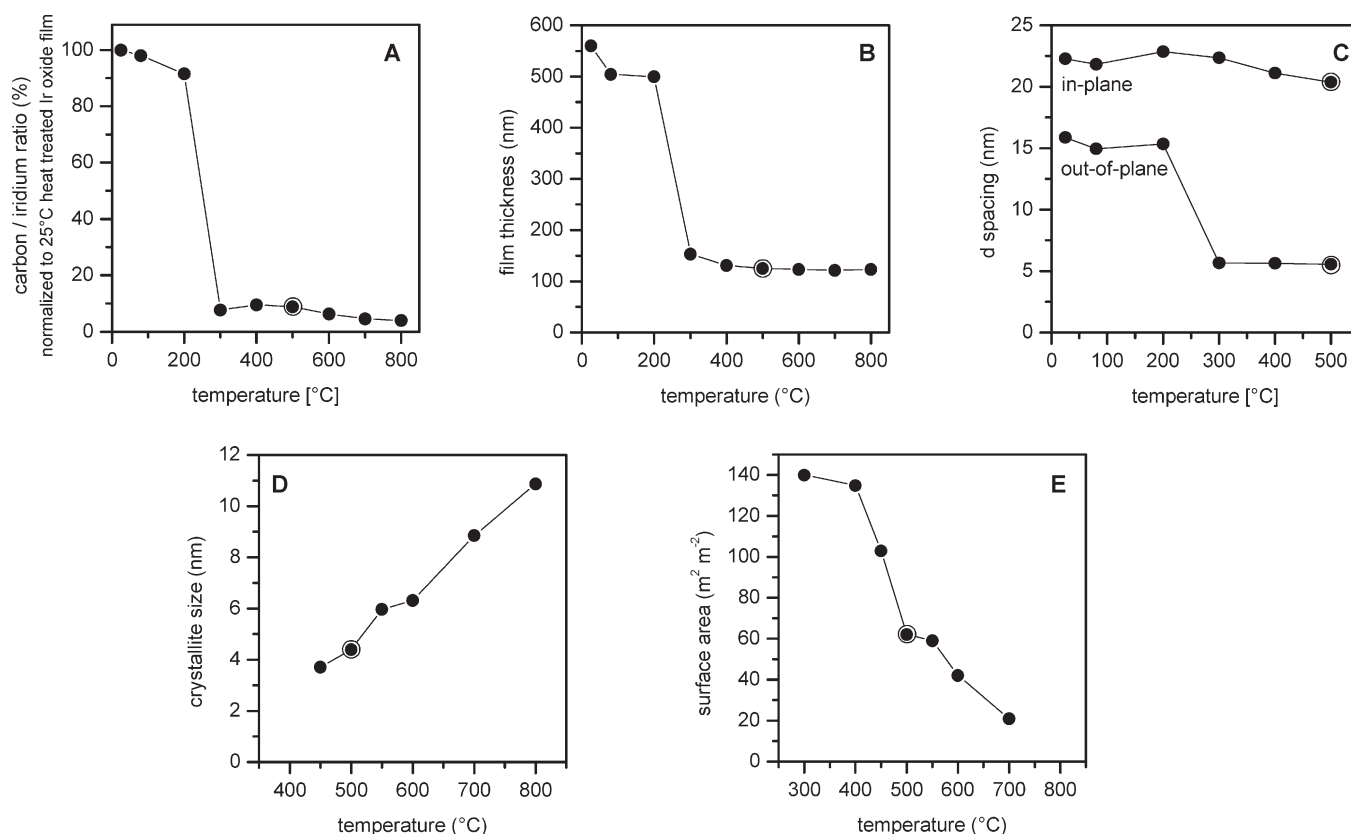 A
carbon / iridium ratio (%)
normalized to 25°C heat treated Ir oxide film
100
80
60
40
20
0
0 200 400 600 800
temperature [°C]
B
film thickness (nm)
600
500
400
300
200
100
0
0 200 400 600 800
temperature (°C)
C
d spacing (nm)
25
20
15
10
5
0
in-plane
out-of-plane
0 100 200 300 400 500
temperature [°C]
D
crystallite size (nm)
12
10
8
6
4
2
0
400 500 600 700 800
temperature (°C)
E
surface area (m² m⁻²)
140
120
100
80
60
40
20
0
300 400 500 600 700 800
temperature (°C)